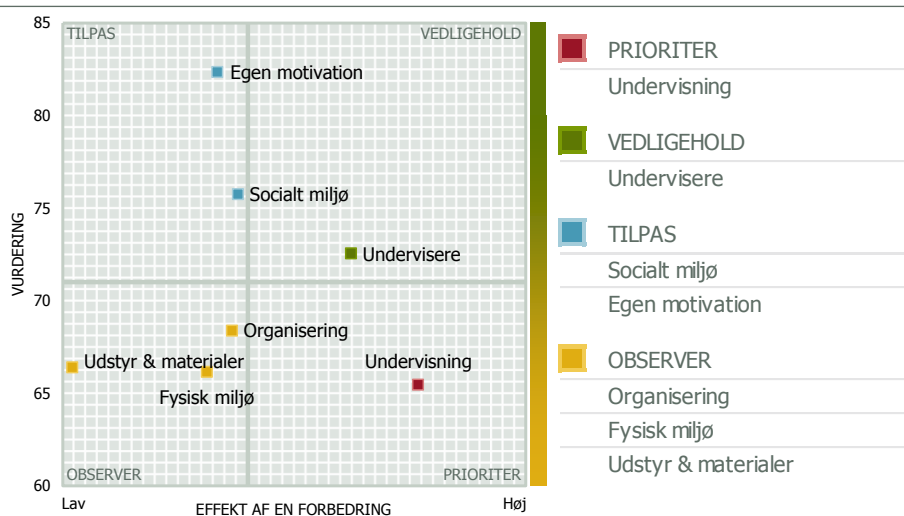 85
80
75
70
65
60
VURDERING
TILPAS
VEDLIGEHOLD
Egen motivation
Socialt miljø
Undervisere
Organisering
Udstyr & materialer
Undervisning
Fysisk miljø
OBSERVER
PRIORITER
Lav
EFFEKT AF EN FORBEDRING
Høj
PRIORITER
Undervisning
VEDLIGEHOLD
Undervisere
TILPAS
Socialt miljø
Egen motivation
OBSERVER
Organisering
Fysisk miljø
Udstyr & materialer